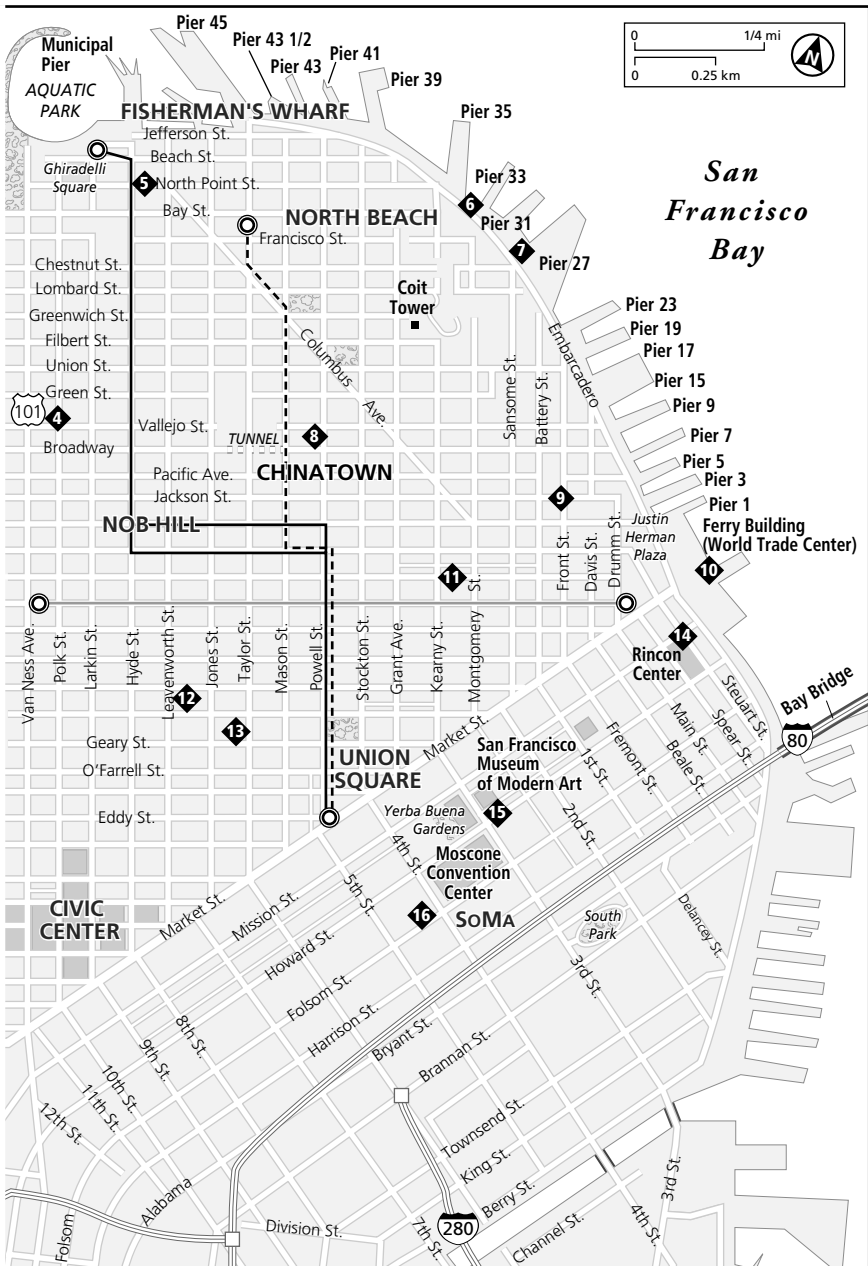 Pier 45
Municipal
Pier
AQUATIC
PARK
Pier 43 1/2
Pier 43
Pier 41
Pier 39
0 1/4 mi
0 0.25 km
N
FISHERMAN'S WHARF
Jefferson St.
Pier 35
Ghiradelli
Square
Beach St.
5
North Point St.
Pier 33
San
Francisco
Bay
6
Bay St.
NORTH BEACH
Pier 31
Francisco St.
7
Pier 27
Chestnut St.
Lombard St.
Coit
Tower
Greenwich St.
Pier 23
Filbert St.
Pier 19
Union St.
Columbus Ave.
Embarcadero
Pier 17
Green St.
Sansome St.
Battery St.
Pier 15
101
4
Pier 9
Vallejo St.
TUNNEL
8
Pier 7
Broadway
Pier 5
Pacific Ave.
CHINATOWN
Pier 3
Jackson St.
9
Pier 1
NOB HILL
Justin
Herman
Plaza
Ferry Building
(World Trade Center)
Front St.
Davis St.
Drumm St.
10
11
Van Ness Ave.
Polk St.
Larkin St.
Hyde St.
Leavenworth St.
Jones St.
Taylor St.
Mason St.
Powell St.
Stockton St.
Grant Ave.
Kearny St.
Montgomery St.
14
Rincon
Center
Steuart St.
Spear St.
Main St.
Beale St.
Fremont St.
1st St.
2nd St.
Bay Bridge
80
12
13
Geary St.
O'Farrell St.
Eddy St.
UNION
SQUARE
Market St.
San Francisco
Museum
of Modern Art
Yerba Buena
Gardens
15
4th St.
Moscone
Convention
Center
5th St.
16
SOMA
South
Park
Delancey St.
3rd St.
CIVIC
CENTER
Market St.
Mission St.
Howard St.
Folsom St.
Harrison St.
Bryant St.
Brannan St.
8th St.
9th St.
10th St.
11th St.
12th St.
Townsend St.
King St.
Berry St.
Channel St.
3rd St.
4th St.
7th St.
280
Alabama
Division St.
Folsom